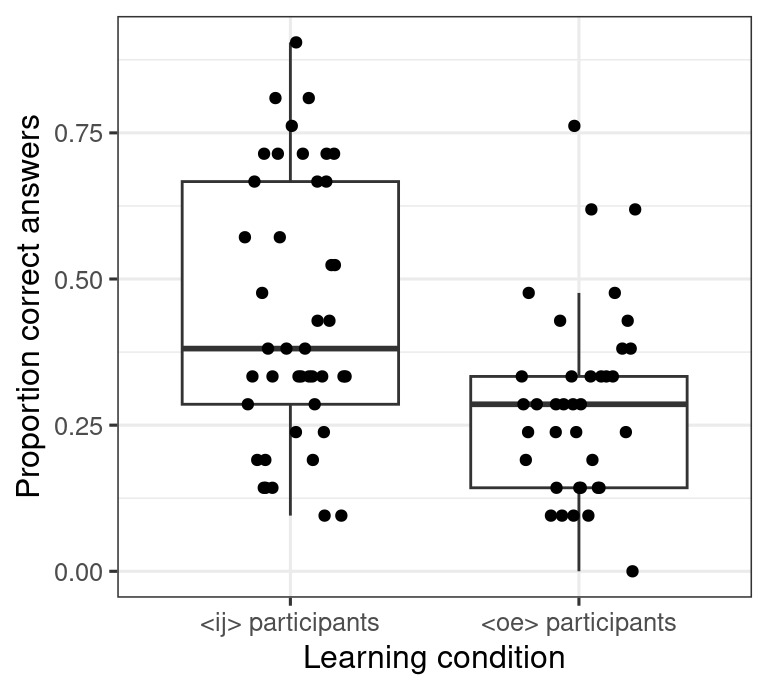 Proportion correct answers
0.75
0.50
0.25
0.00
<ij> participants
<oe> participants
Learning condition